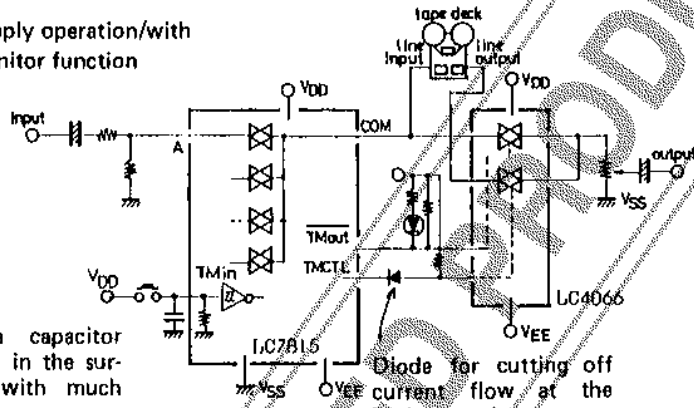 pply operation/with
nitor function
tape deck
line input
line output
VDD
VDD
Input
A
COM
output
VSS
TMout
TMCTL
VDD
TMin
LC7815
LC4066
VSS
VEE
VEE
a capacitor
in the sur-
with much
Diode for cutting off
current flow at the